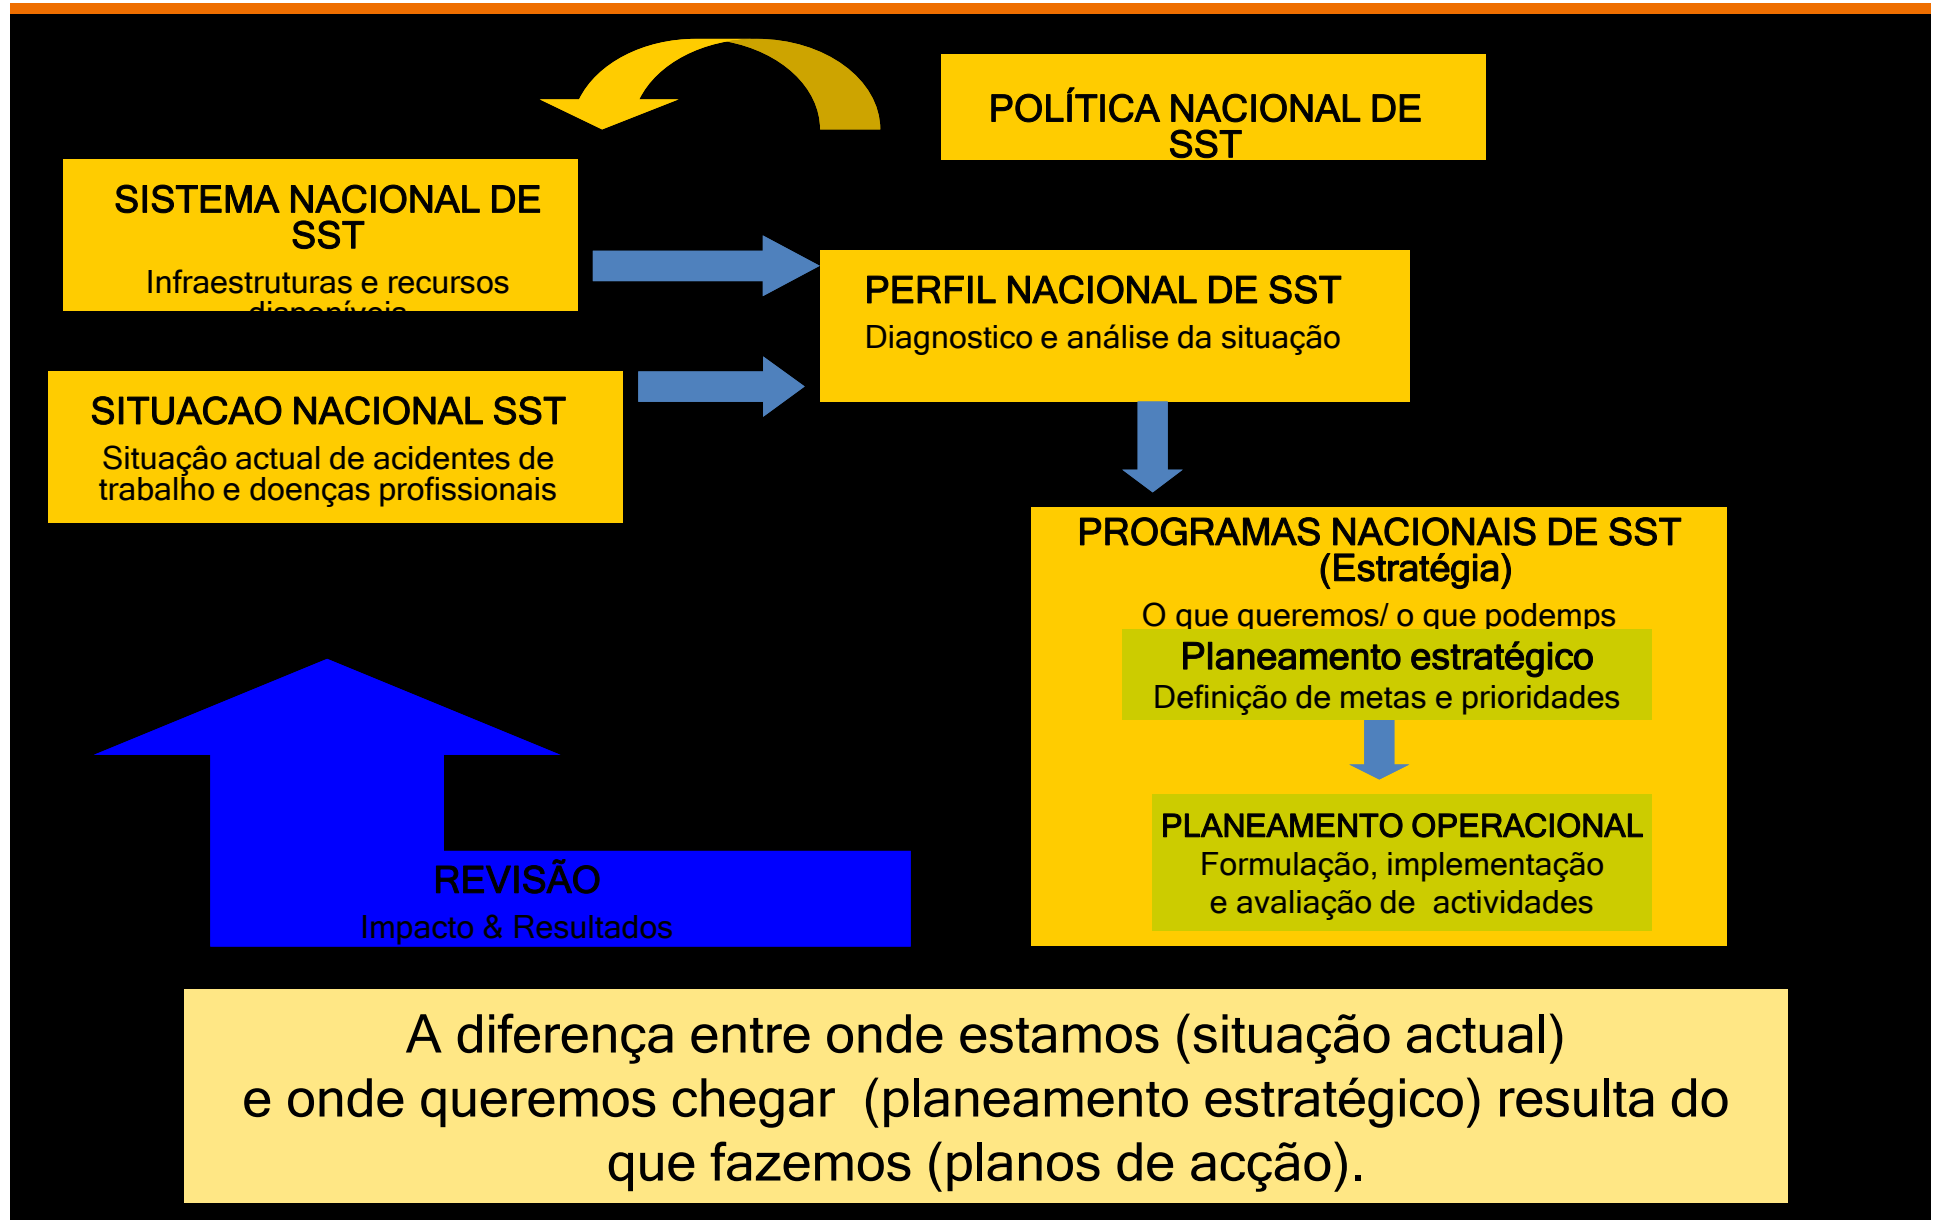 POLÍTICA NACIONAL DE
SST
SISTEMA NACIONAL DE
SST
Infraestruturas e recursos
disponíveis
PERFIL NACIONAL DE SST
Diagnostico e análise da situação
SITUACAO NACIONAL SST
Situaçâo actual de acidentes de
trabalho e doenças profissionais
PROGRAMAS NACIONAIS DE SST
(Estratégia)
O que queremos/ o que podemps
Planeamento estratégico
Definição de metas e prioridades
PLANEAMENTO OPERACIONAL
Formulação, implementação
e avaliação de actividades
REVISÃO
Impacto & Resultados
A diferença entre onde estamos (situação actual)
e onde queremos chegar (planeamento estratégico) resulta do
que fazemos (planos de acção).